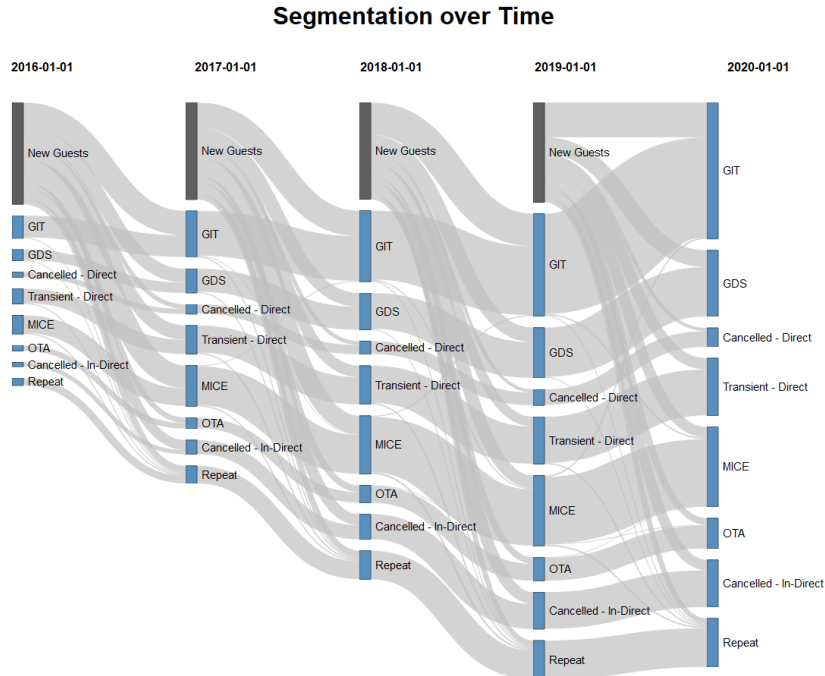 Segmentation over Time
2016-01-01
2017-01-01
2018-01-01
2019-01-01
2020-01-01
New Guests
GIT
GDS
Cancelled - Direct
Transient - Direct
MICE
OTA
Cancelled - In-Direct
Repeat
New Guests
GIT
GDS
Cancelled - Direct
Transient - Direct
MICE
OTA
Cancelled - In-Direct
Repeat
New Guests
GIT
GDS
Cancelled - Direct
Transient - Direct
MICE
OTA
Cancelled - In-Direct
Repeat
New Guests
GIT
GDS
Cancelled - Direct
Transient - Direct
MICE
OTA
Cancelled - In-Direct
Repeat
GIT
GDS
Cancelled - Direct
Transient - Direct
MICE
OTA
Cancelled - In-Direct
Repeat